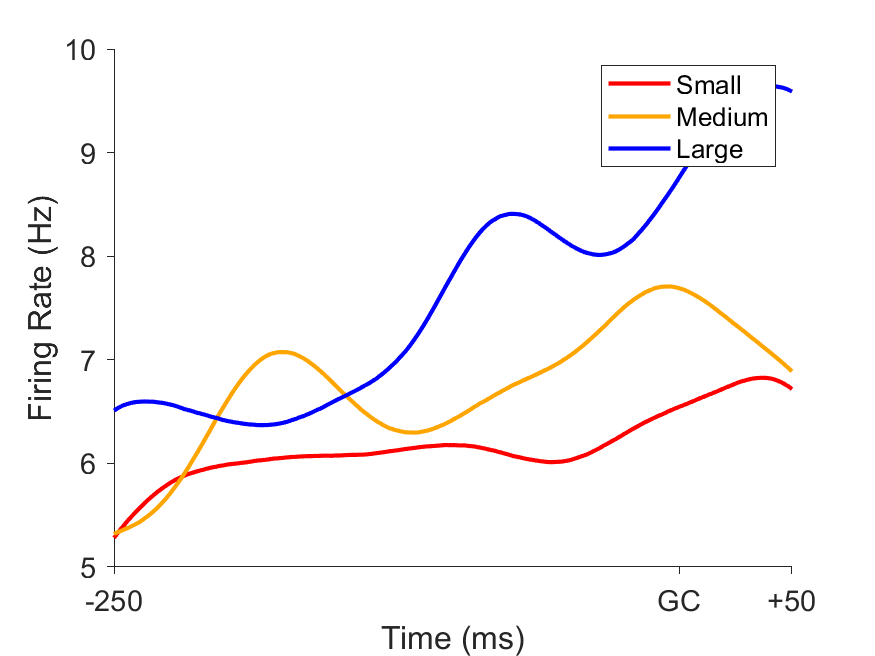 10
9
8
7
6
5
Firing Rate (Hz)
Small
Medium
Large
-250
GC
+50
Time (ms)